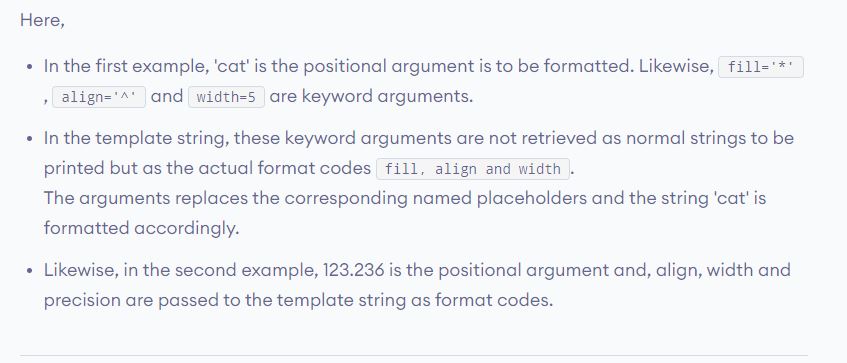 Here,
• In the first example, 'cat' is the positional argument is to be formatted. Likewise, fill='*'
, align='^' and width=5 are keyword arguments.
• In the template string, these keyword arguments are not retrieved as normal strings to be
printed but as the actual format codes fill, align and width.
The arguments replaces the corresponding named placeholders and the string 'cat' is
formatted accordingly.
• Likewise, in the second example, 123.236 is the positional argument and, align, width and
precision are passed to the template string as format codes.